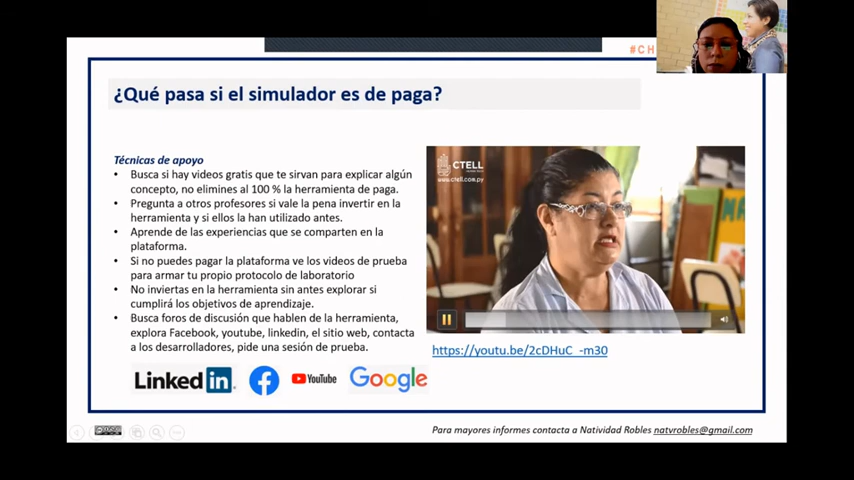 #CH
¿Qué pasa si el simulador es de paga?
Técnicas de apoyo
• Busca si hay videos gratis que te sirvan para explicar algún
concepto, no elimines al 100 % la herramienta de paga.
• Pregunta a otros profesores si vale la pena invertir en la
herramienta y si ellos la han utilizado antes.
• Aprende de las experiencias que se comparten en la
plataforma.
• Si no puedes pagar la plataforma ve los videos de prueba
para armar tu propio protocolo de laboratorio
• No inviertas en la herramienta sin antes explorar si
cumplirá los objetivos de aprendizaje.
• Busca foros de discusión que hablen de la herramienta,
explora Facebook, youtube, linkedin, el sitio web, contacta
a los desarrolladores, pide una sesión de prueba.
CTELL
www.ctell.com.py
https://youtu.be/2cDHuC_-m30
Linked in
YouTube
Google
Para mayores informes contacta a Natividad Robles natvrobles@gmail.com